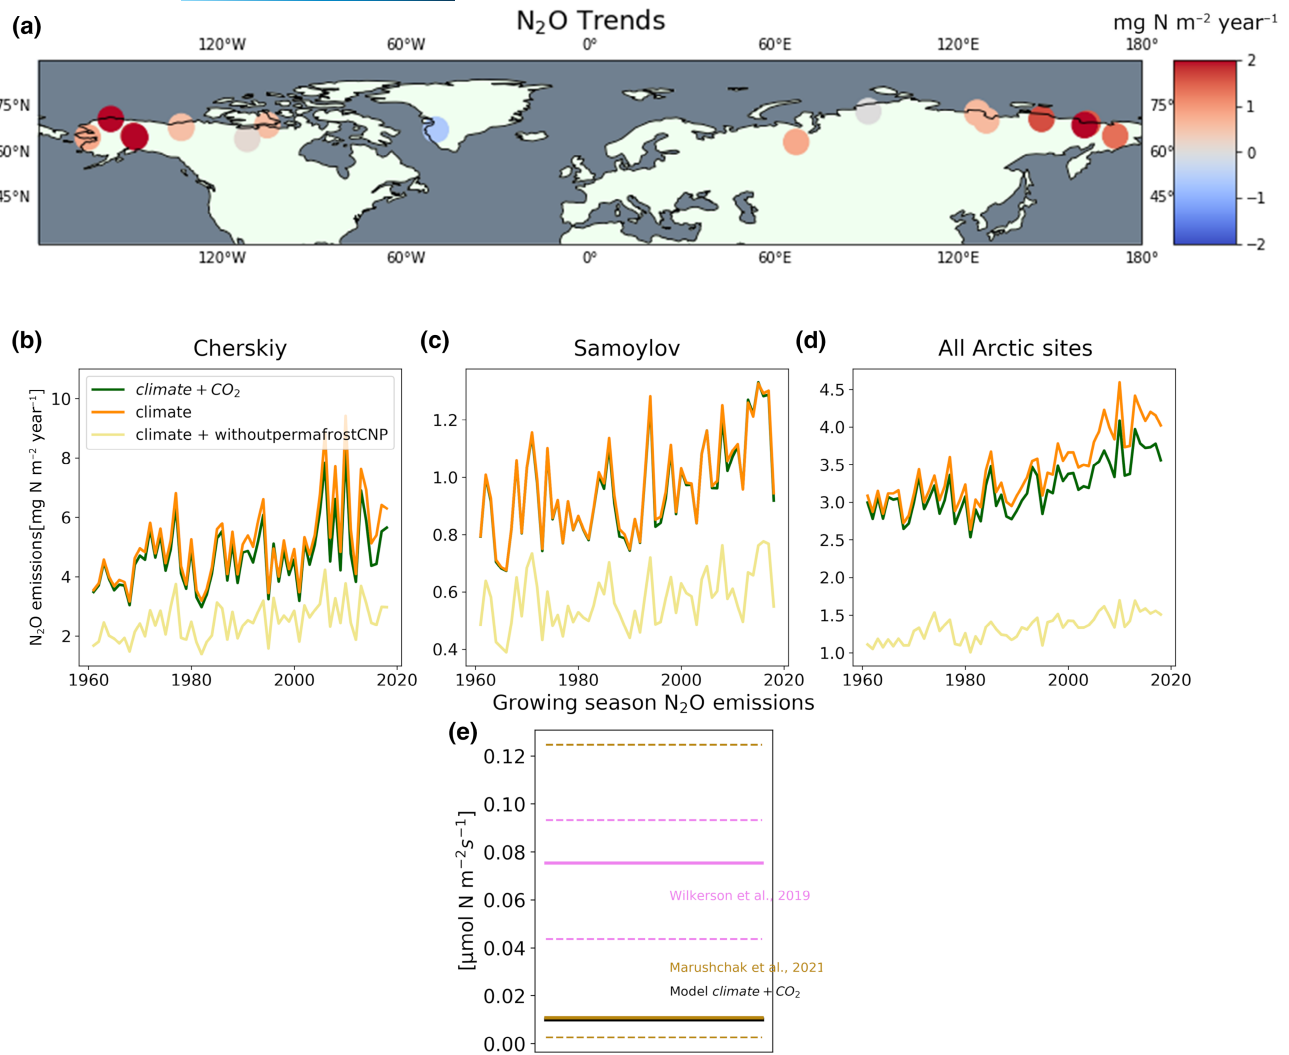 (a)
N₂O Trends
mg N m⁻² year⁻¹
120°W 60°W 0° 60°E 120°E 180°
75°N 75° 2
1
60°N 60° 0
45°N 45° −1
−2
120°W 60°W 0° 60°E 120°E 180°
(b) Cherskiy
N₂O emissions[mg N m⁻² year⁻¹]
10
8
6
4
2
climate + CO₂
climate
climate + withoutpermafrostCNP
1960 1980 2000 2020
(c) Samoylov
1.2
1.0
0.8
0.6
0.4
1960 1980 2000 2020
(d) All Arctic sites
4.5
4.0
3.5
3.0
2.5
2.0
1.5
1.0
1960 1980 2000 2020
Growing season N₂O emissions
(e)
[µmol N m⁻²s⁻¹]
0.12
0.10
0.08
0.06
0.04
0.02
0.00
Wilkerson et al., 2019
Marushchak et al., 2021
Model climate + CO₂